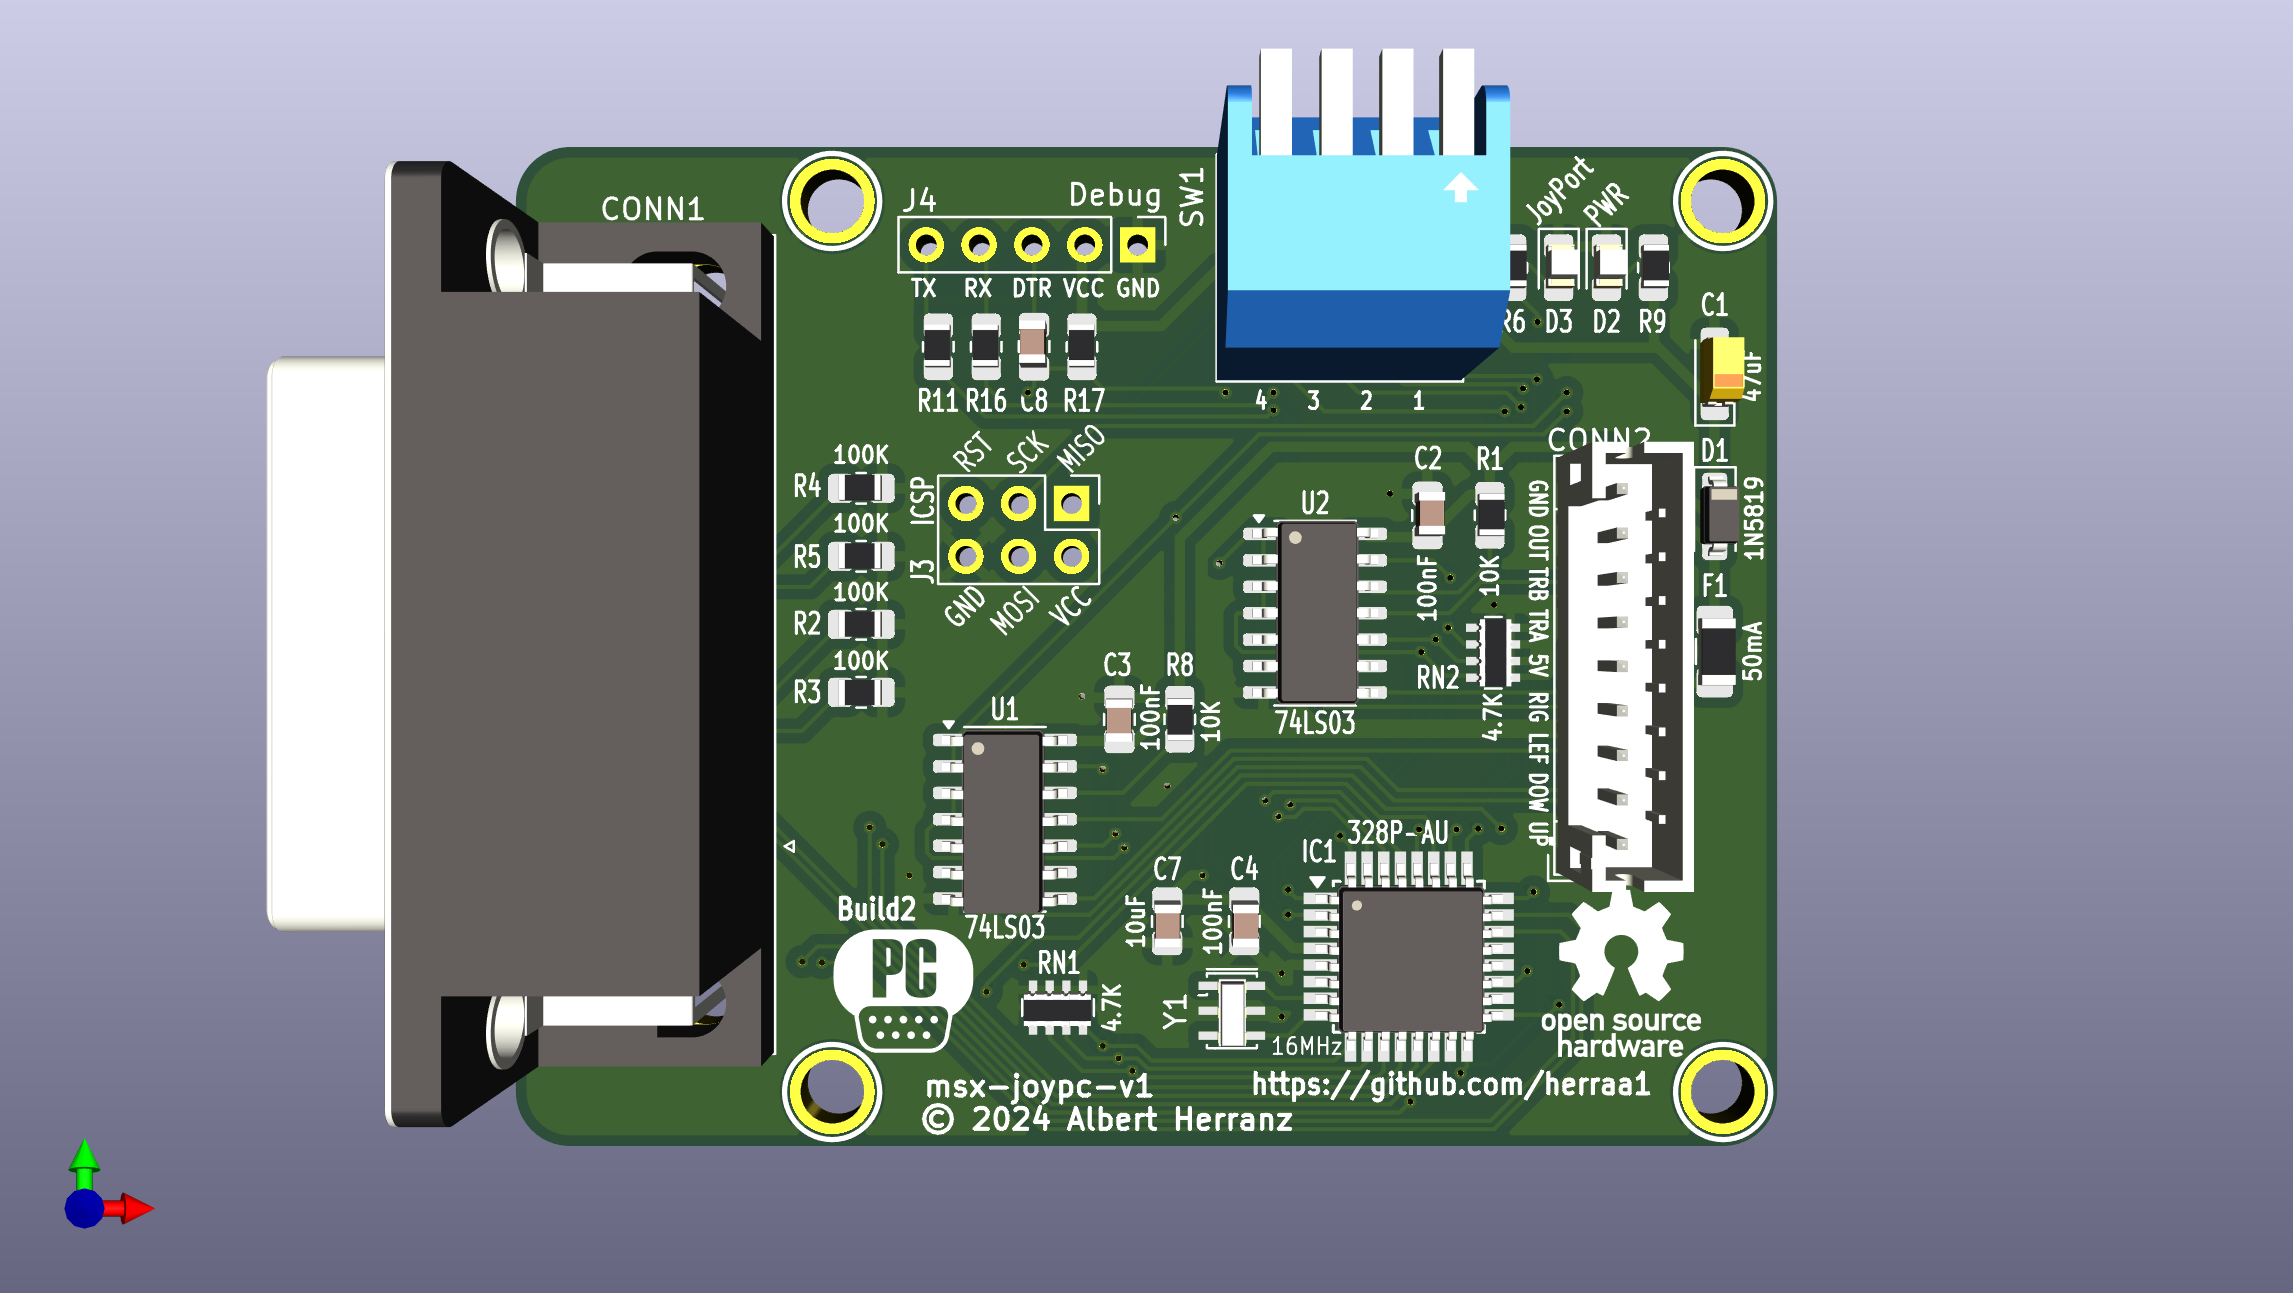 CONN1
J4
Debug
TX RX DTR VCC GND
SW1
JoyPort
PWR
R6 D3 D2 R9
C1
47uF
R11 R16 C8 R17
4 3 2 1
RST SCK MISO
ICSP
J3
GND MOSI VCC
100K
R4
100K
R5
100K
R2
100K
R3
CONN2
D1
1N5819
F1
50mA
C2 R1
100nF 10K
U2
74LS03
RN2
4.7K
GND OUT TRB TRA 5V RIG LEF DOW UP
C3 R8
100nF 10K
U1
74LS03
328P-AU
IC1
C7 C4
10uF 100nF
Build2
PC
RN1
4.7K
Y1
16MHz
open source
hardware
msx-joypc-v1
https://github.com/herraa1
© 2024 Albert Herranz